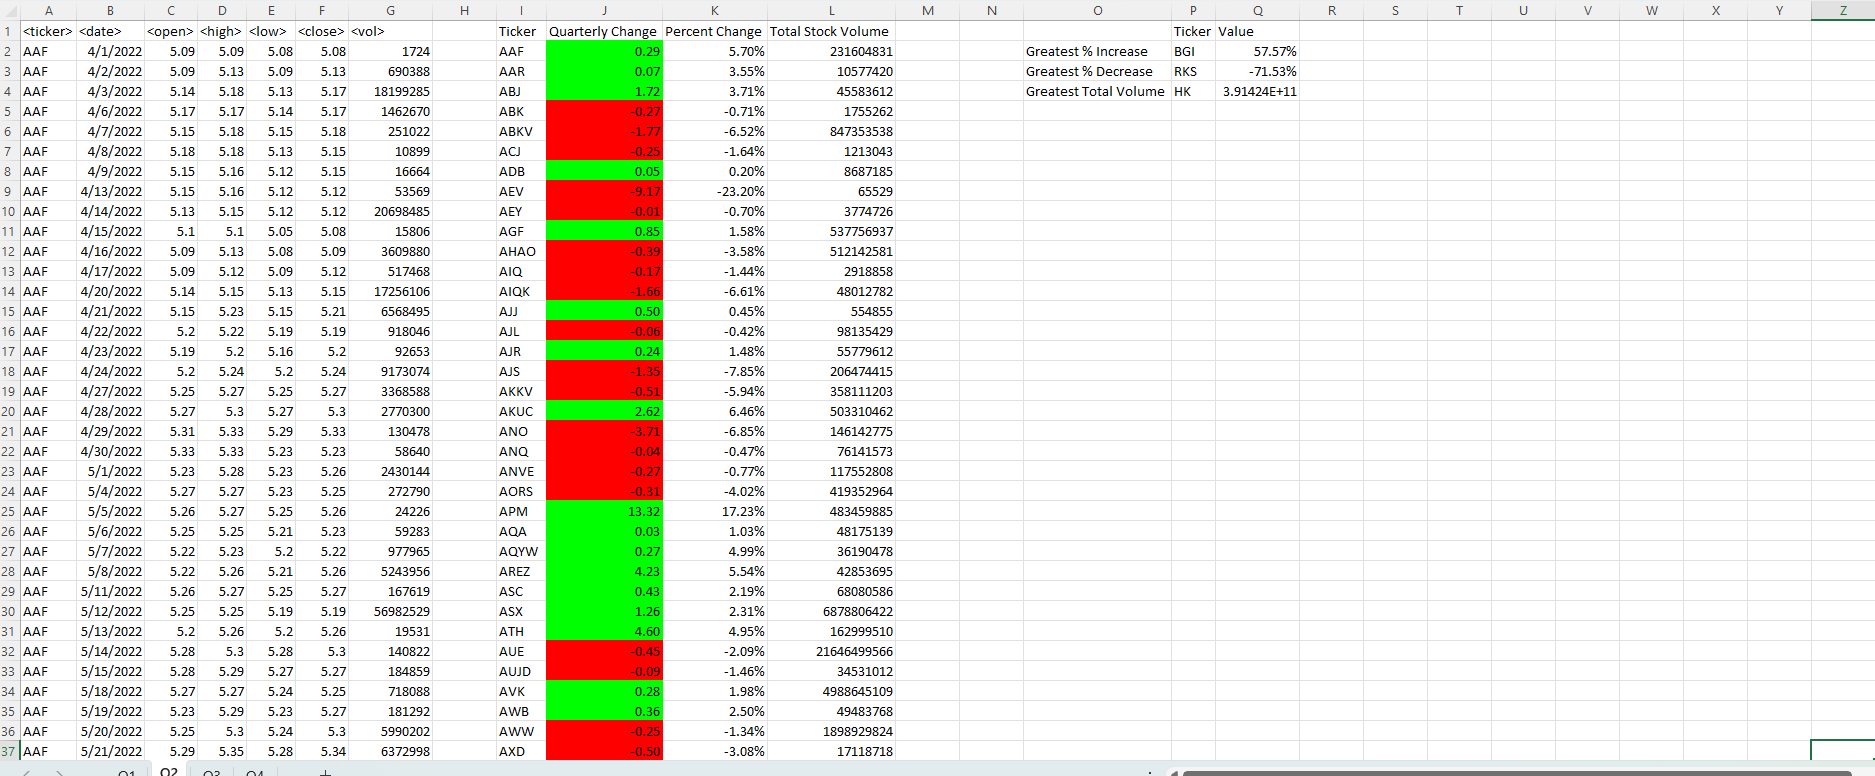 A B C D E F G H I J K L M N O P Q R S T U V W X Y Z
1 <ticker> <date> <open> <high> <low> <close> <vol> Ticker Quarterly Change Percent Change Total Stock Volume Ticker Value
2 AAF 4/1/2022 5.09 5.09 5.08 5.08 1724 AAF 0.29 5.70% 231604831 Greatest % Increase BGI 57.57%
3 AAF 4/2/2022 5.09 5.13 5.09 5.13 690388 AAR 0.07 3.55% 10577420 Greatest % Decrease RKS -71.53%
4 AAF 4/3/2022 5.14 5.18 5.13 5.17 18199285 ABJ 1.72 3.71% 45583612 Greatest Total Volume HK 3.91424E+11
5 AAF 4/6/2022 5.17 5.17 5.14 5.17 1462670 ABK -0.27 -0.71% 1755262
6 AAF 4/7/2022 5.15 5.18 5.15 5.18 251022 ABKV -1.77 -6.52% 847353538
7 AAF 4/8/2022 5.18 5.18 5.13 5.15 10899 ACJ -0.25 -1.64% 1213043
8 AAF 4/9/2022 5.15 5.16 5.12 5.15 16664 ADB 0.05 0.20% 8687185
9 AAF 4/13/2022 5.15 5.16 5.12 5.12 53569 AEV -9.17 -23.20% 65529
10 AAF 4/14/2022 5.13 5.15 5.12 5.12 20698485 AEY -0.01 -0.70% 3774726
11 AAF 4/15/2022 5.1 5.1 5.05 5.08 15806 AGF 0.85 1.58% 537756937
12 AAF 4/16/2022 5.09 5.13 5.08 5.09 3609880 AHAO -0.39 -3.58% 512142581
13 AAF 4/17/2022 5.09 5.12 5.09 5.12 517468 AIQ -0.17 -1.44% 2918858
14 AAF 4/20/2022 5.14 5.15 5.13 5.15 17256106 AIQK -1.66 -6.61% 48012782
15 AAF 4/21/2022 5.15 5.23 5.15 5.21 6568495 AJJ 0.50 0.45% 554855
16 AAF 4/22/2022 5.2 5.22 5.19 5.19 918046 AJL -0.06 -0.42% 98135429
17 AAF 4/23/2022 5.19 5.2 5.16 5.2 92653 AJR 0.24 1.48% 55779612
18 AAF 4/24/2022 5.2 5.24 5.2 5.24 9173074 AJS -1.35 -7.85% 206474415
19 AAF 4/27/2022 5.25 5.27 5.25 5.27 3368588 AKKV -0.51 -5.94% 358111203
20 AAF 4/28/2022 5.27 5.3 5.27 5.3 2770300 AKUC 2.62 6.46% 503310462
21 AAF 4/29/2022 5.31 5.33 5.29 5.33 130478 ANO -3.71 -6.85% 146142775
22 AAF 4/30/2022 5.33 5.33 5.23 5.23 58640 ANQ -0.04 -0.47% 76141573
23 AAF 5/1/2022 5.23 5.28 5.23 5.26 2430144 ANVE -0.27 -0.77% 117552808
24 AAF 5/4/2022 5.27 5.27 5.23 5.25 272790 AORS -0.31 -4.02% 419352964
25 AAF 5/5/2022 5.26 5.27 5.25 5.26 24226 APM 13.32 17.23% 483459885
26 AAF 5/6/2022 5.25 5.25 5.21 5.23 59283 AQA 0.03 1.03% 48175139
27 AAF 5/7/2022 5.22 5.23 5.2 5.22 977965 AQYW 0.27 4.99% 36190478
28 AAF 5/8/2022 5.22 5.26 5.21 5.26 5243956 AREZ 4.23 5.54% 42853695
29 AAF 5/11/2022 5.26 5.27 5.25 5.27 167619 ASC 0.43 2.19% 68080586
30 AAF 5/12/2022 5.25 5.25 5.19 5.19 56982529 ASX 1.26 2.31% 6878806422
31 AAF 5/13/2022 5.2 5.26 5.2 5.26 19531 ATH 4.60 4.95% 162999510
32 AAF 5/14/2022 5.28 5.3 5.28 5.3 140822 AUE -0.45 -2.09% 21646499566
33 AAF 5/15/2022 5.28 5.29 5.27 5.27 184859 AUJD -0.09 -1.46% 34531012
34 AAF 5/18/2022 5.27 5.27 5.24 5.25 718088 AVK 0.28 1.98% 4988645109
35 AAF 5/19/2022 5.23 5.29 5.23 5.27 181292 AWB 0.36 2.50% 49483768
36 AAF 5/20/2022 5.25 5.3 5.24 5.3 5990202 AWW -0.25 -1.34% 1898929824
37 AAF 5/21/2022 5.29 5.35 5.28 5.34 6372998 AXD -0.50 -3.08% 17118718
Q1 Q2 Q3 Q4